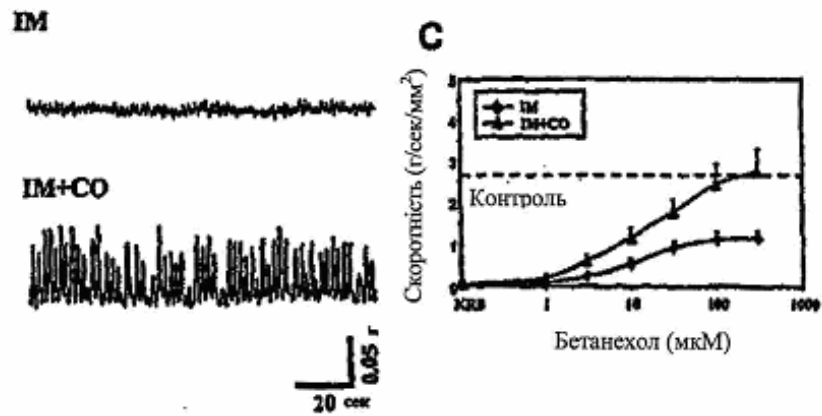 IM
IM+CO
0.05 г
20 сек
C
Скоротність (г/сек/мм²)
5
4
3
2
1
0
IM
IM+CO
Контроль
KRB
1
10
100
1000
Бетанехол (мкМ)